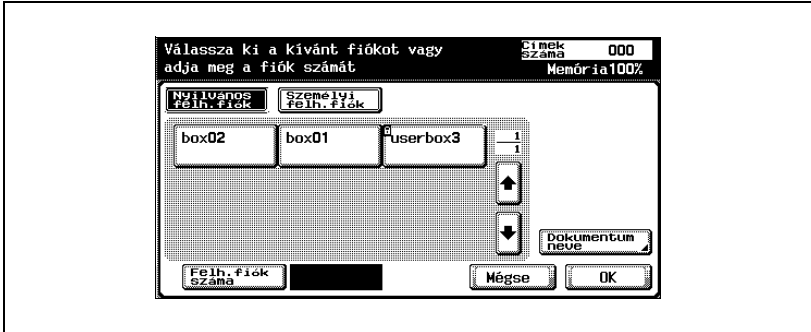 Válassza ki a kívánt fiókot vagy
adja meg a fiók számát
Címek
száma
000
Memória100%
Nyilvános
félh.fiók
Személyi
felh.fiók
box02
box01
userbox3
1
1
Dokumentum
neve
Felh.fiók
száma
Mégse
OK